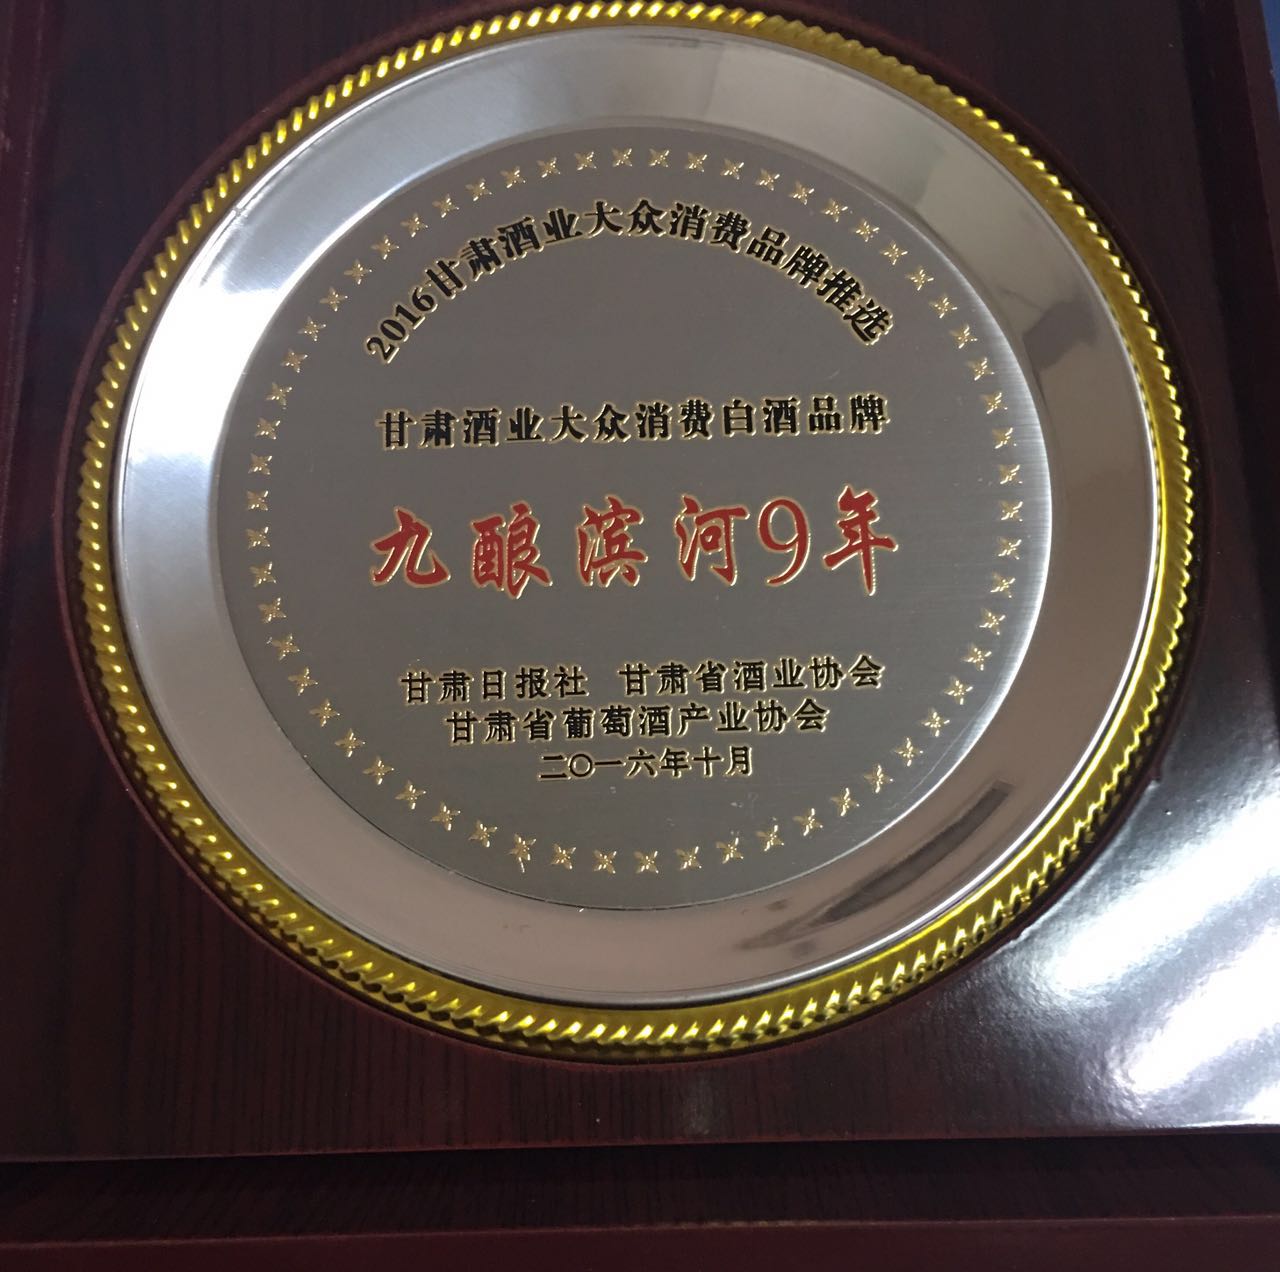 2016甘肃酒业大众消费品牌推选
甘肃酒业大众消费白酒品牌
九酿滨河9年
甘肃日报社 甘肃省酒业协会
甘肃省葡萄酒产业协会
二〇一六年十月